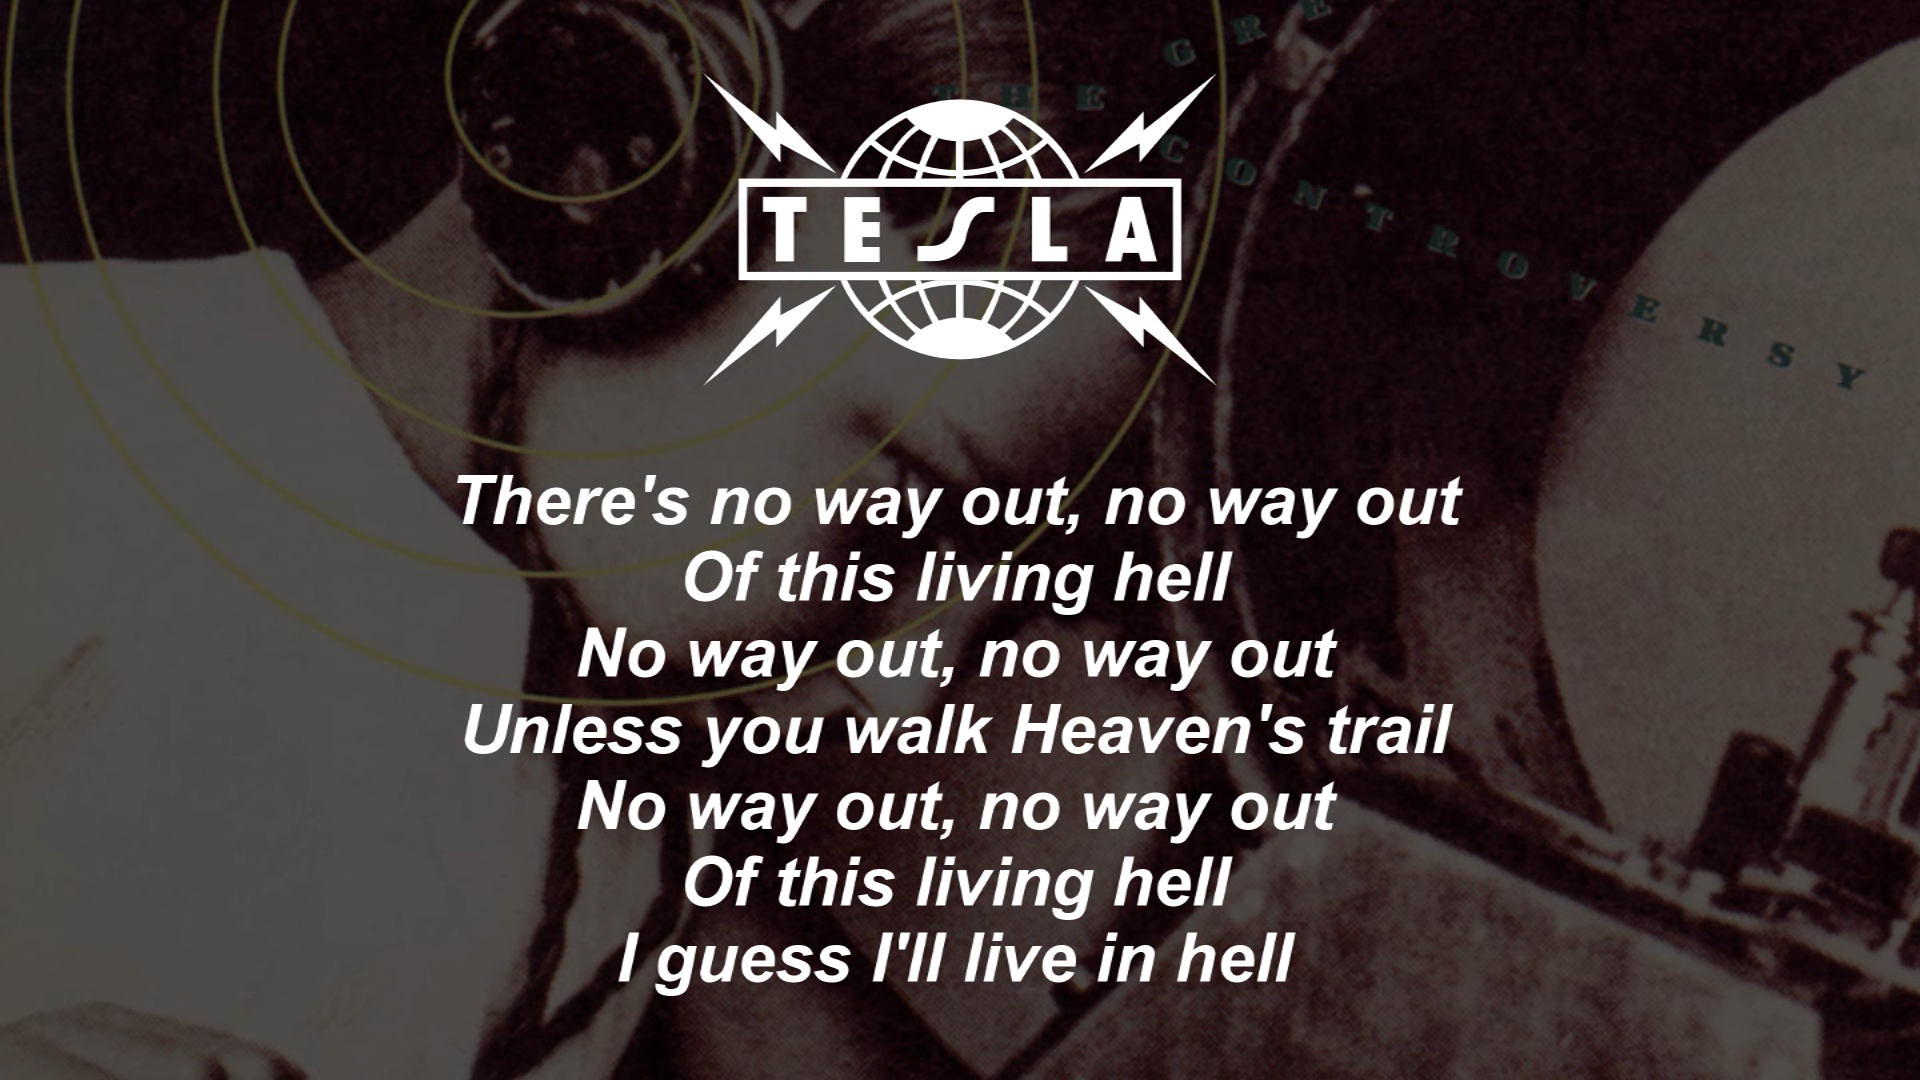 THE GRE
CONTROVERSY
TESLA
There's no way out, no way out
Of this living hell
No way out, no way out
Unless you walk Heaven's trail
No way out, no way out
Of this living hell
I guess I'll live in hell